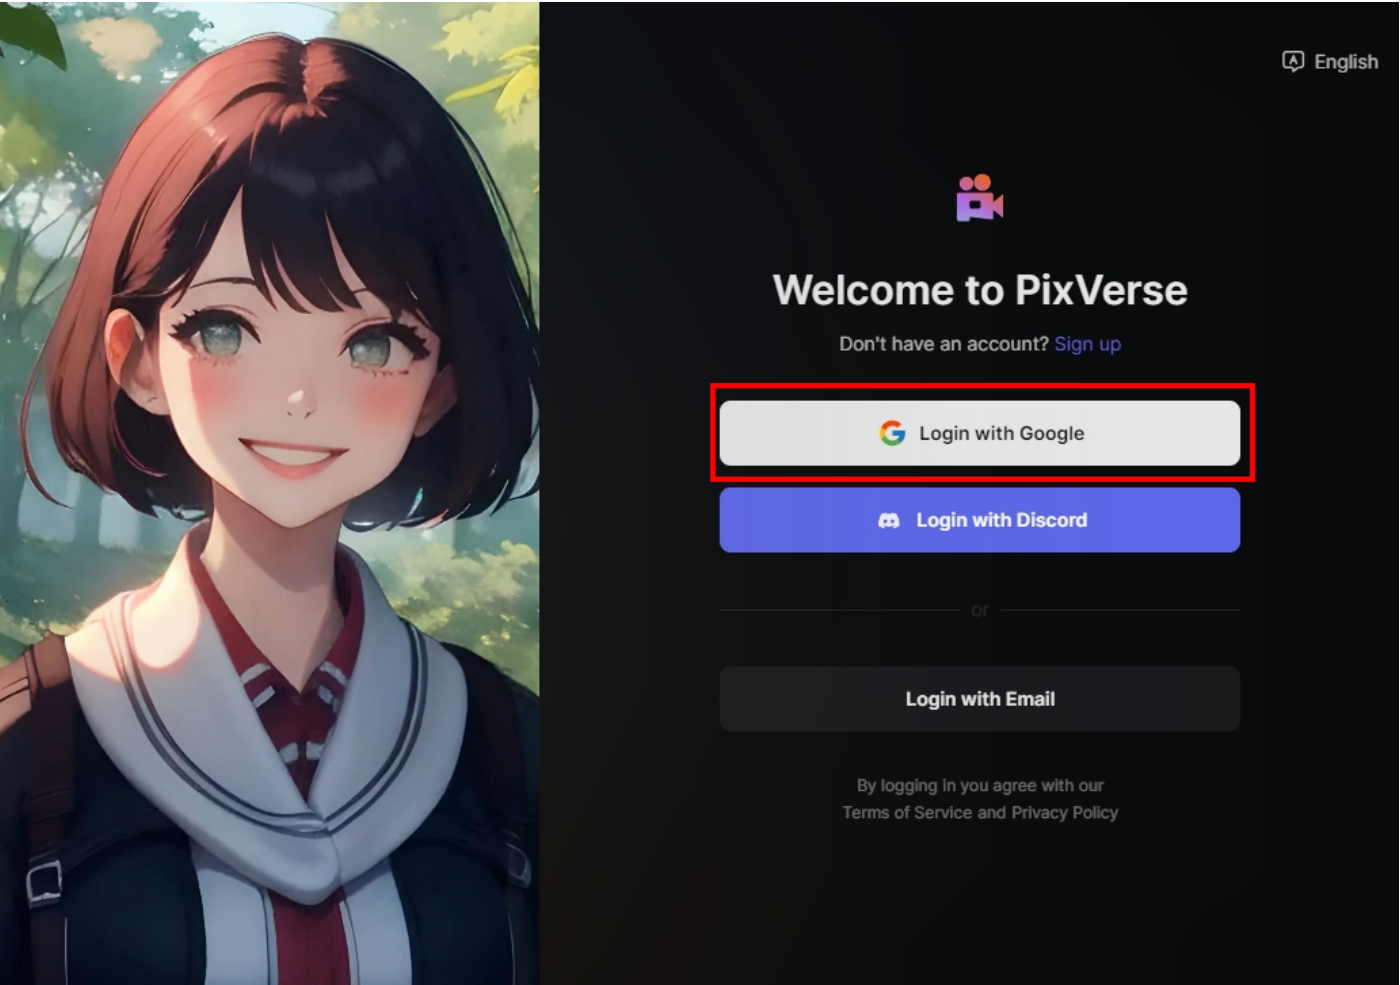 English
Welcome to PixVerse
Don't have an account? Sign up
Login with Google
Login with Discord
or
Login with Email
By logging in you agree with our
Terms of Service and Privacy Policy